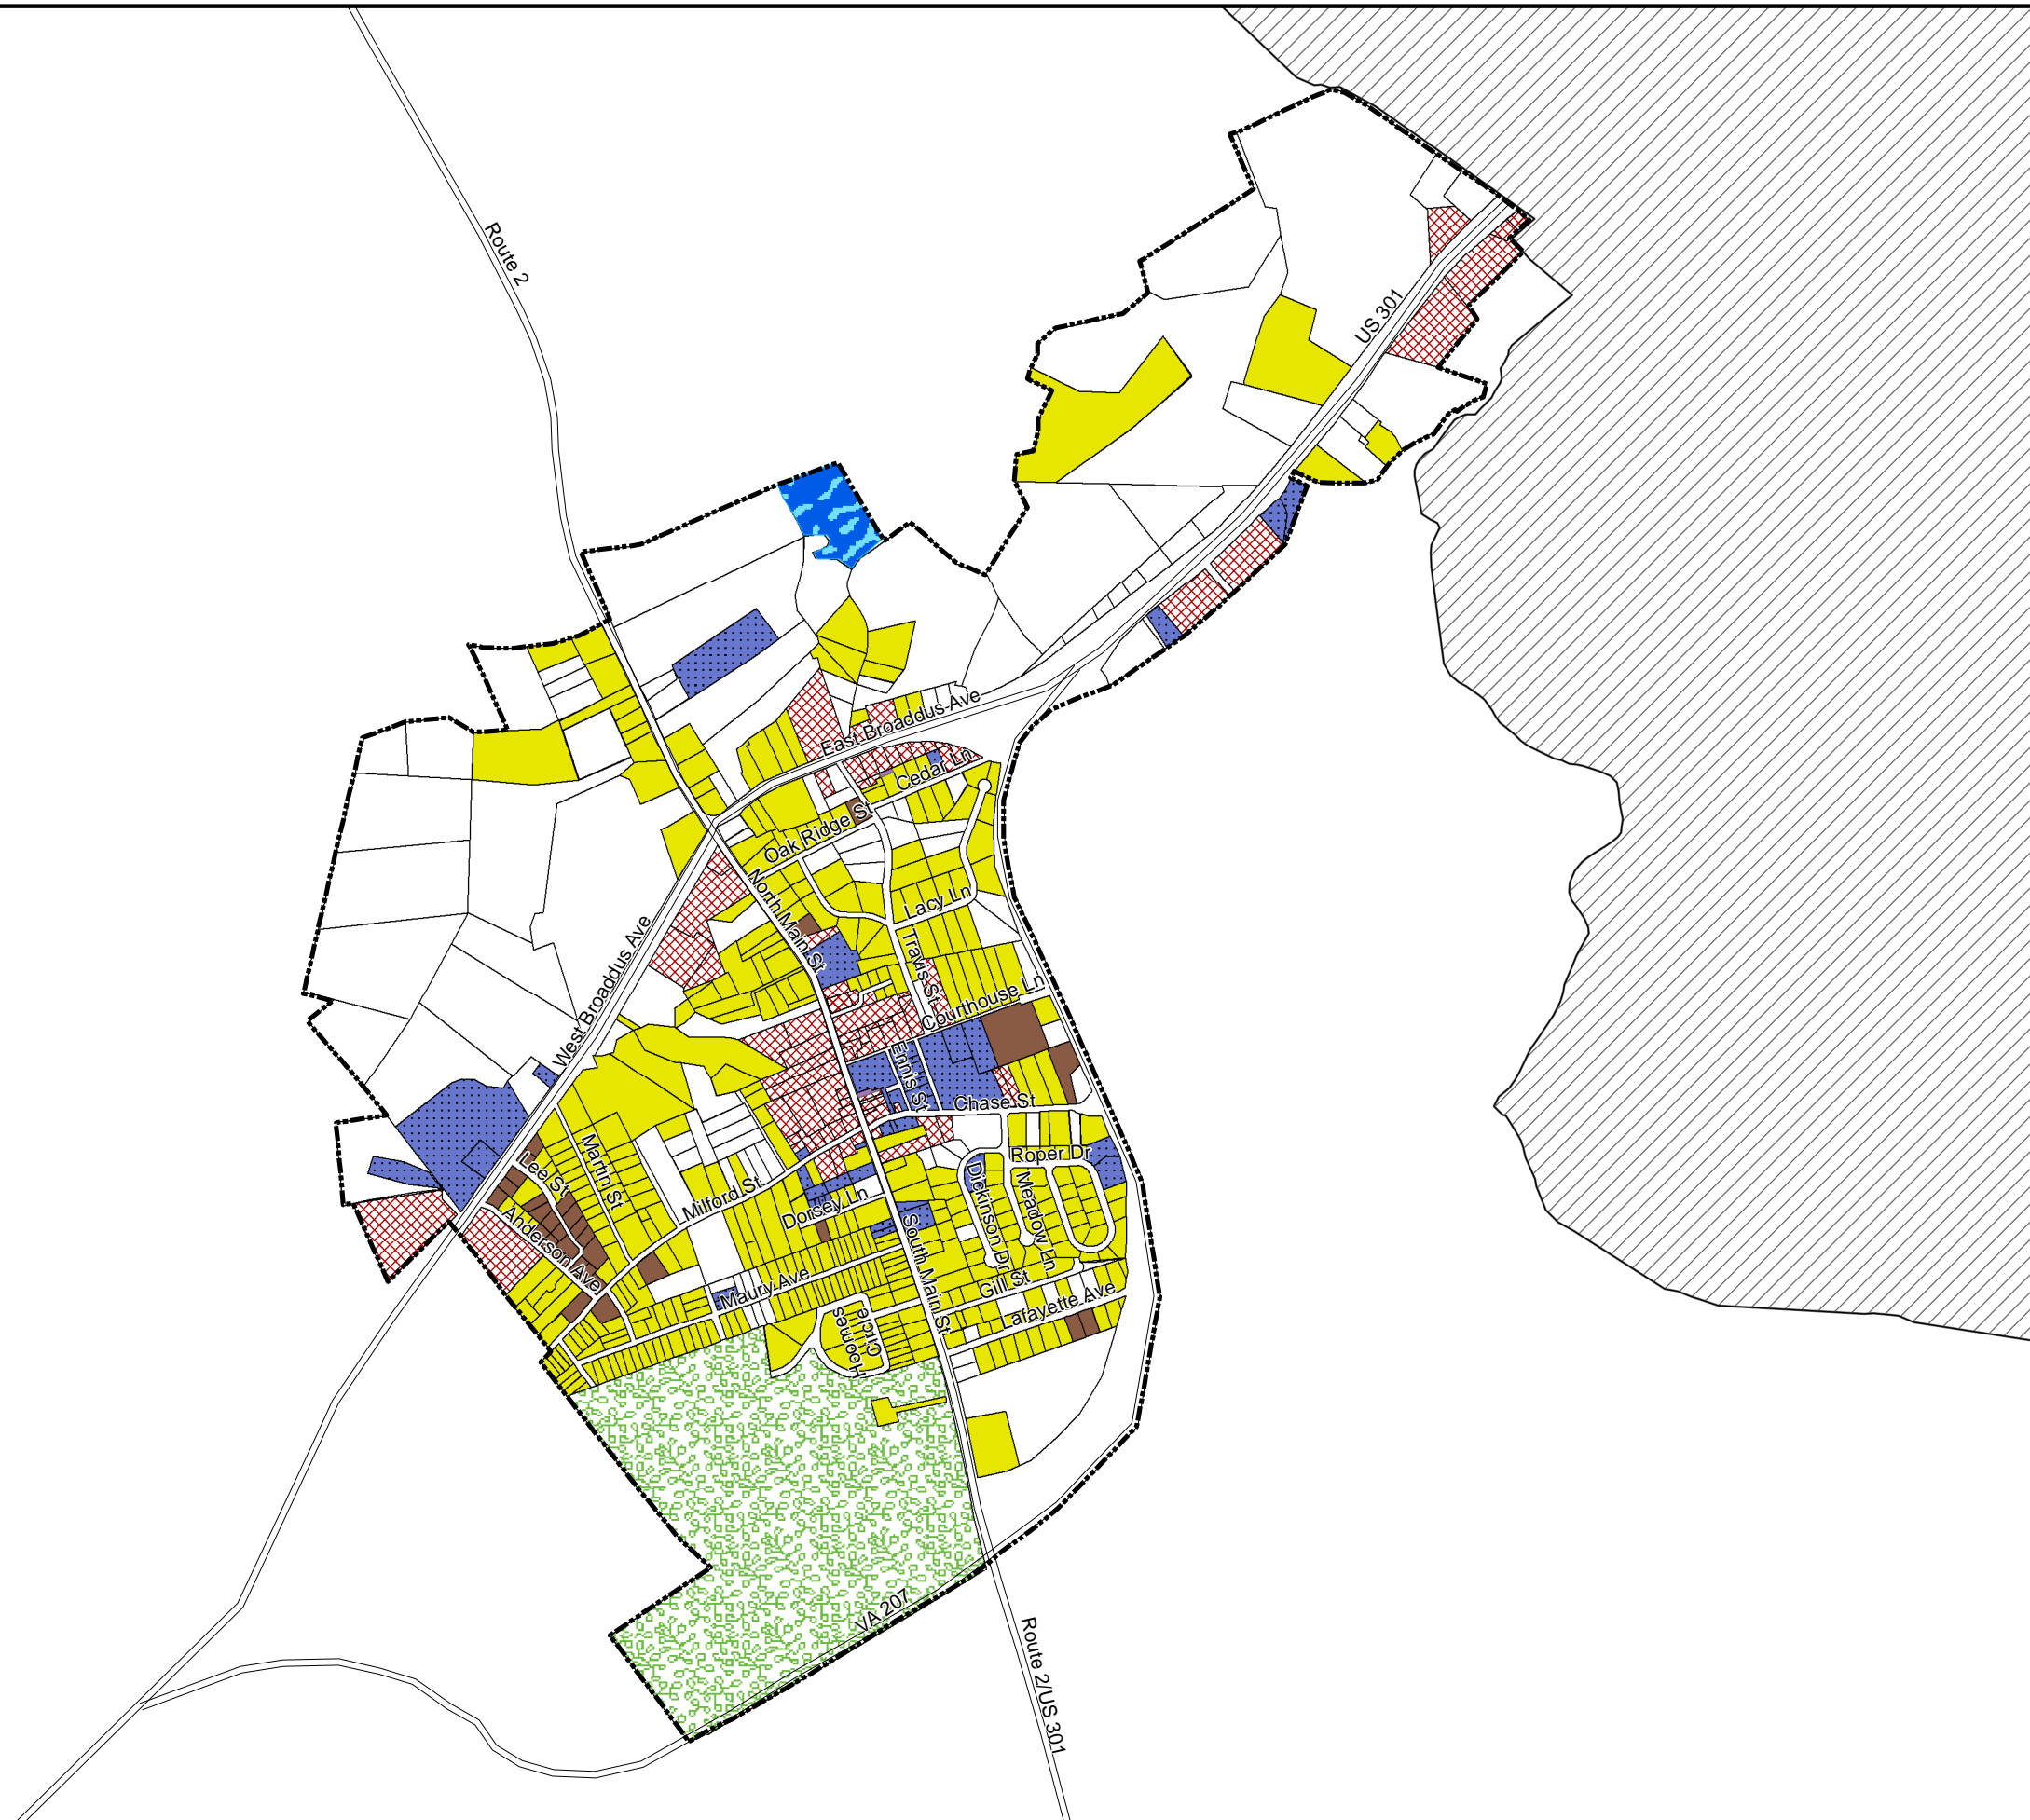 Route 2
US 301
East Broaddus Ave
Cedar Ln
Oak Ridge St
North Main St
Lacy Ln
West Broaddus Ave
Travis St
Courthouse Ln
Ennis St
Chase St
Martin St
Lee St
Roper Dr
Milford St
Dickinson Dr
Meadow Ln
Dorsey Ln
Anderson Ave
South Main St
Maury Ave
Gill St
Lafayette Ave
Hoomes
Circle
VA 207
Route 2/US 301